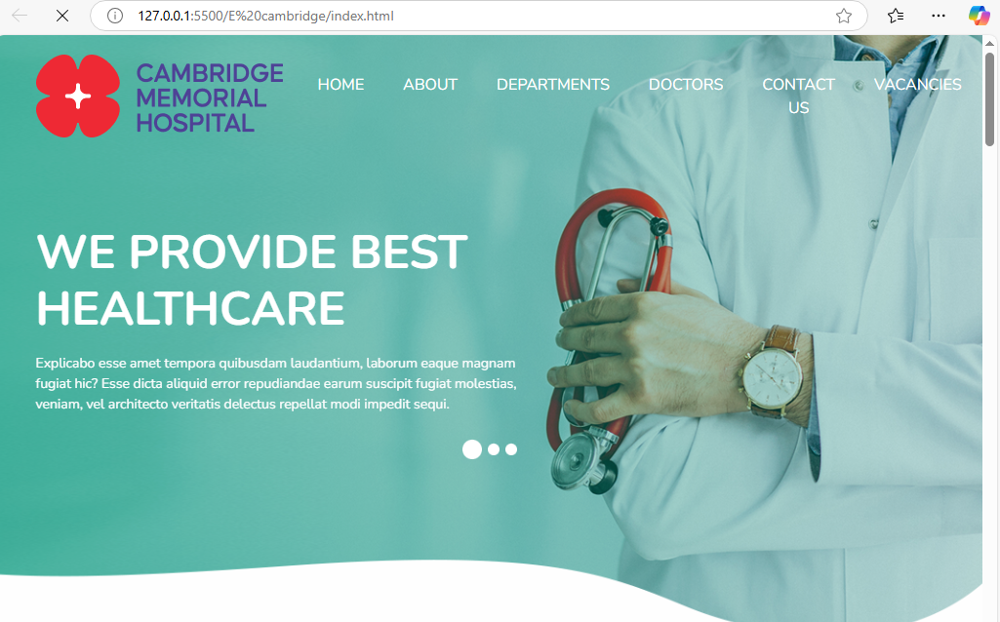 127.0.0.1:5500/E%20cambridge/index.html
CAMBRIDGE
MEMORIAL
HOSPITAL
HOME ABOUT DEPARTMENTS DOCTORS CONTACT US VACANCIES
WE PROVIDE BEST
HEALTHCARE
Explicabo esse amet tempora quibusdam laudantium, laborum eaque magnam
fugiat hic? Esse dicta aliquid error repudiandae earum suscipit fugiat molestias,
veniam, vel architecto veritatis delectus repellat modi impedit sequi.